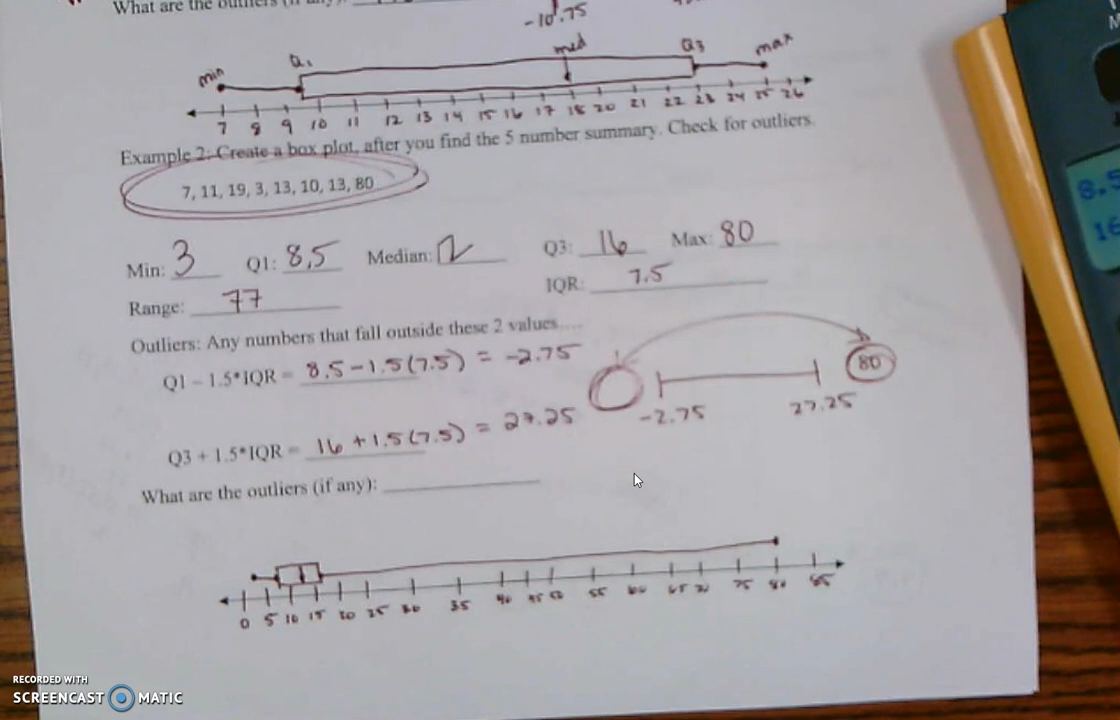 What are the outliers (if any):
-10.75
min Q1 med Q3 max
7 8 9 10 11 12 13 14 15 16 17 18 20 21 22 23 24 25 26
Example 2: Create a box plot, after you find the 5 number summary. Check for outliers.
7, 11, 19, 3, 13, 10, 13, 80
8.5
16
Min: 3 Q1: 8.5 Median: 12 Q3: 16 Max: 80
Range: 77 IQR: 7.5
Outliers: Any numbers that fall outside these 2 values....
Q1 – 1.5*IQR = 8.5 - 1.5(7.5) = -2.75
80
-2.75 27.25
Q3 + 1.5*IQR = 16 + 1.5(7.5) = 27.25
What are the outliers (if any):
0 5 10 15 20 25 30 35 40 45 50 55 60 65 70 75 80 85
RECORDED WITH
SCREENCAST MATIC